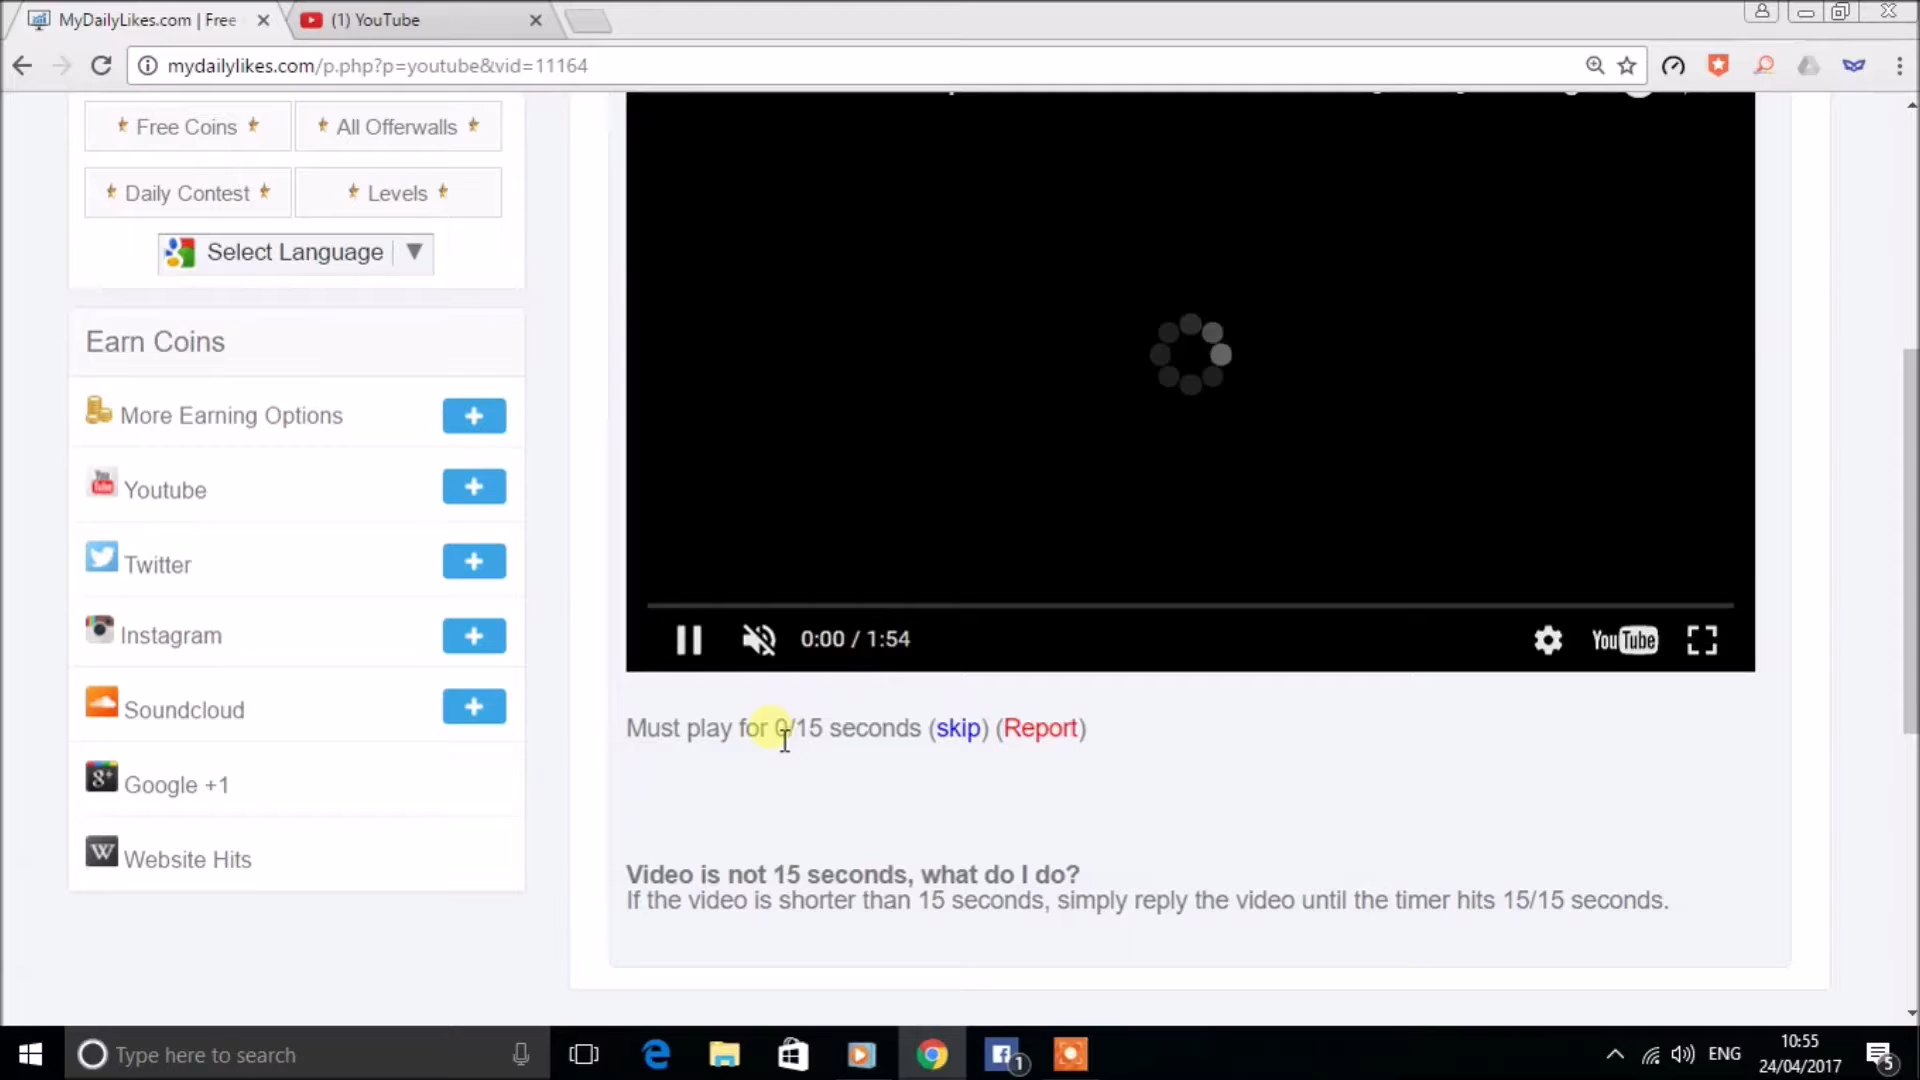 MyDailyLikes.com | Free
(1) YouTube
mydailylikes.com/p.php?p=youtube&vid=11164
Free Coins
All Offerwalls
Daily Contest
Levels
Select Language
Earn Coins
More Earning Options
Youtube
Twitter
Instagram
Soundcloud
Google +1
Website Hits
0:00 / 1:54
YouTube
Must play for 0/15 seconds (skip) (Report)
Video is not 15 seconds, what do I do?
If the video is shorter than 15 seconds, simply reply the video until the timer hits 15/15 seconds.
Type here to search
1
ENG
10:55
24/04/2017
5